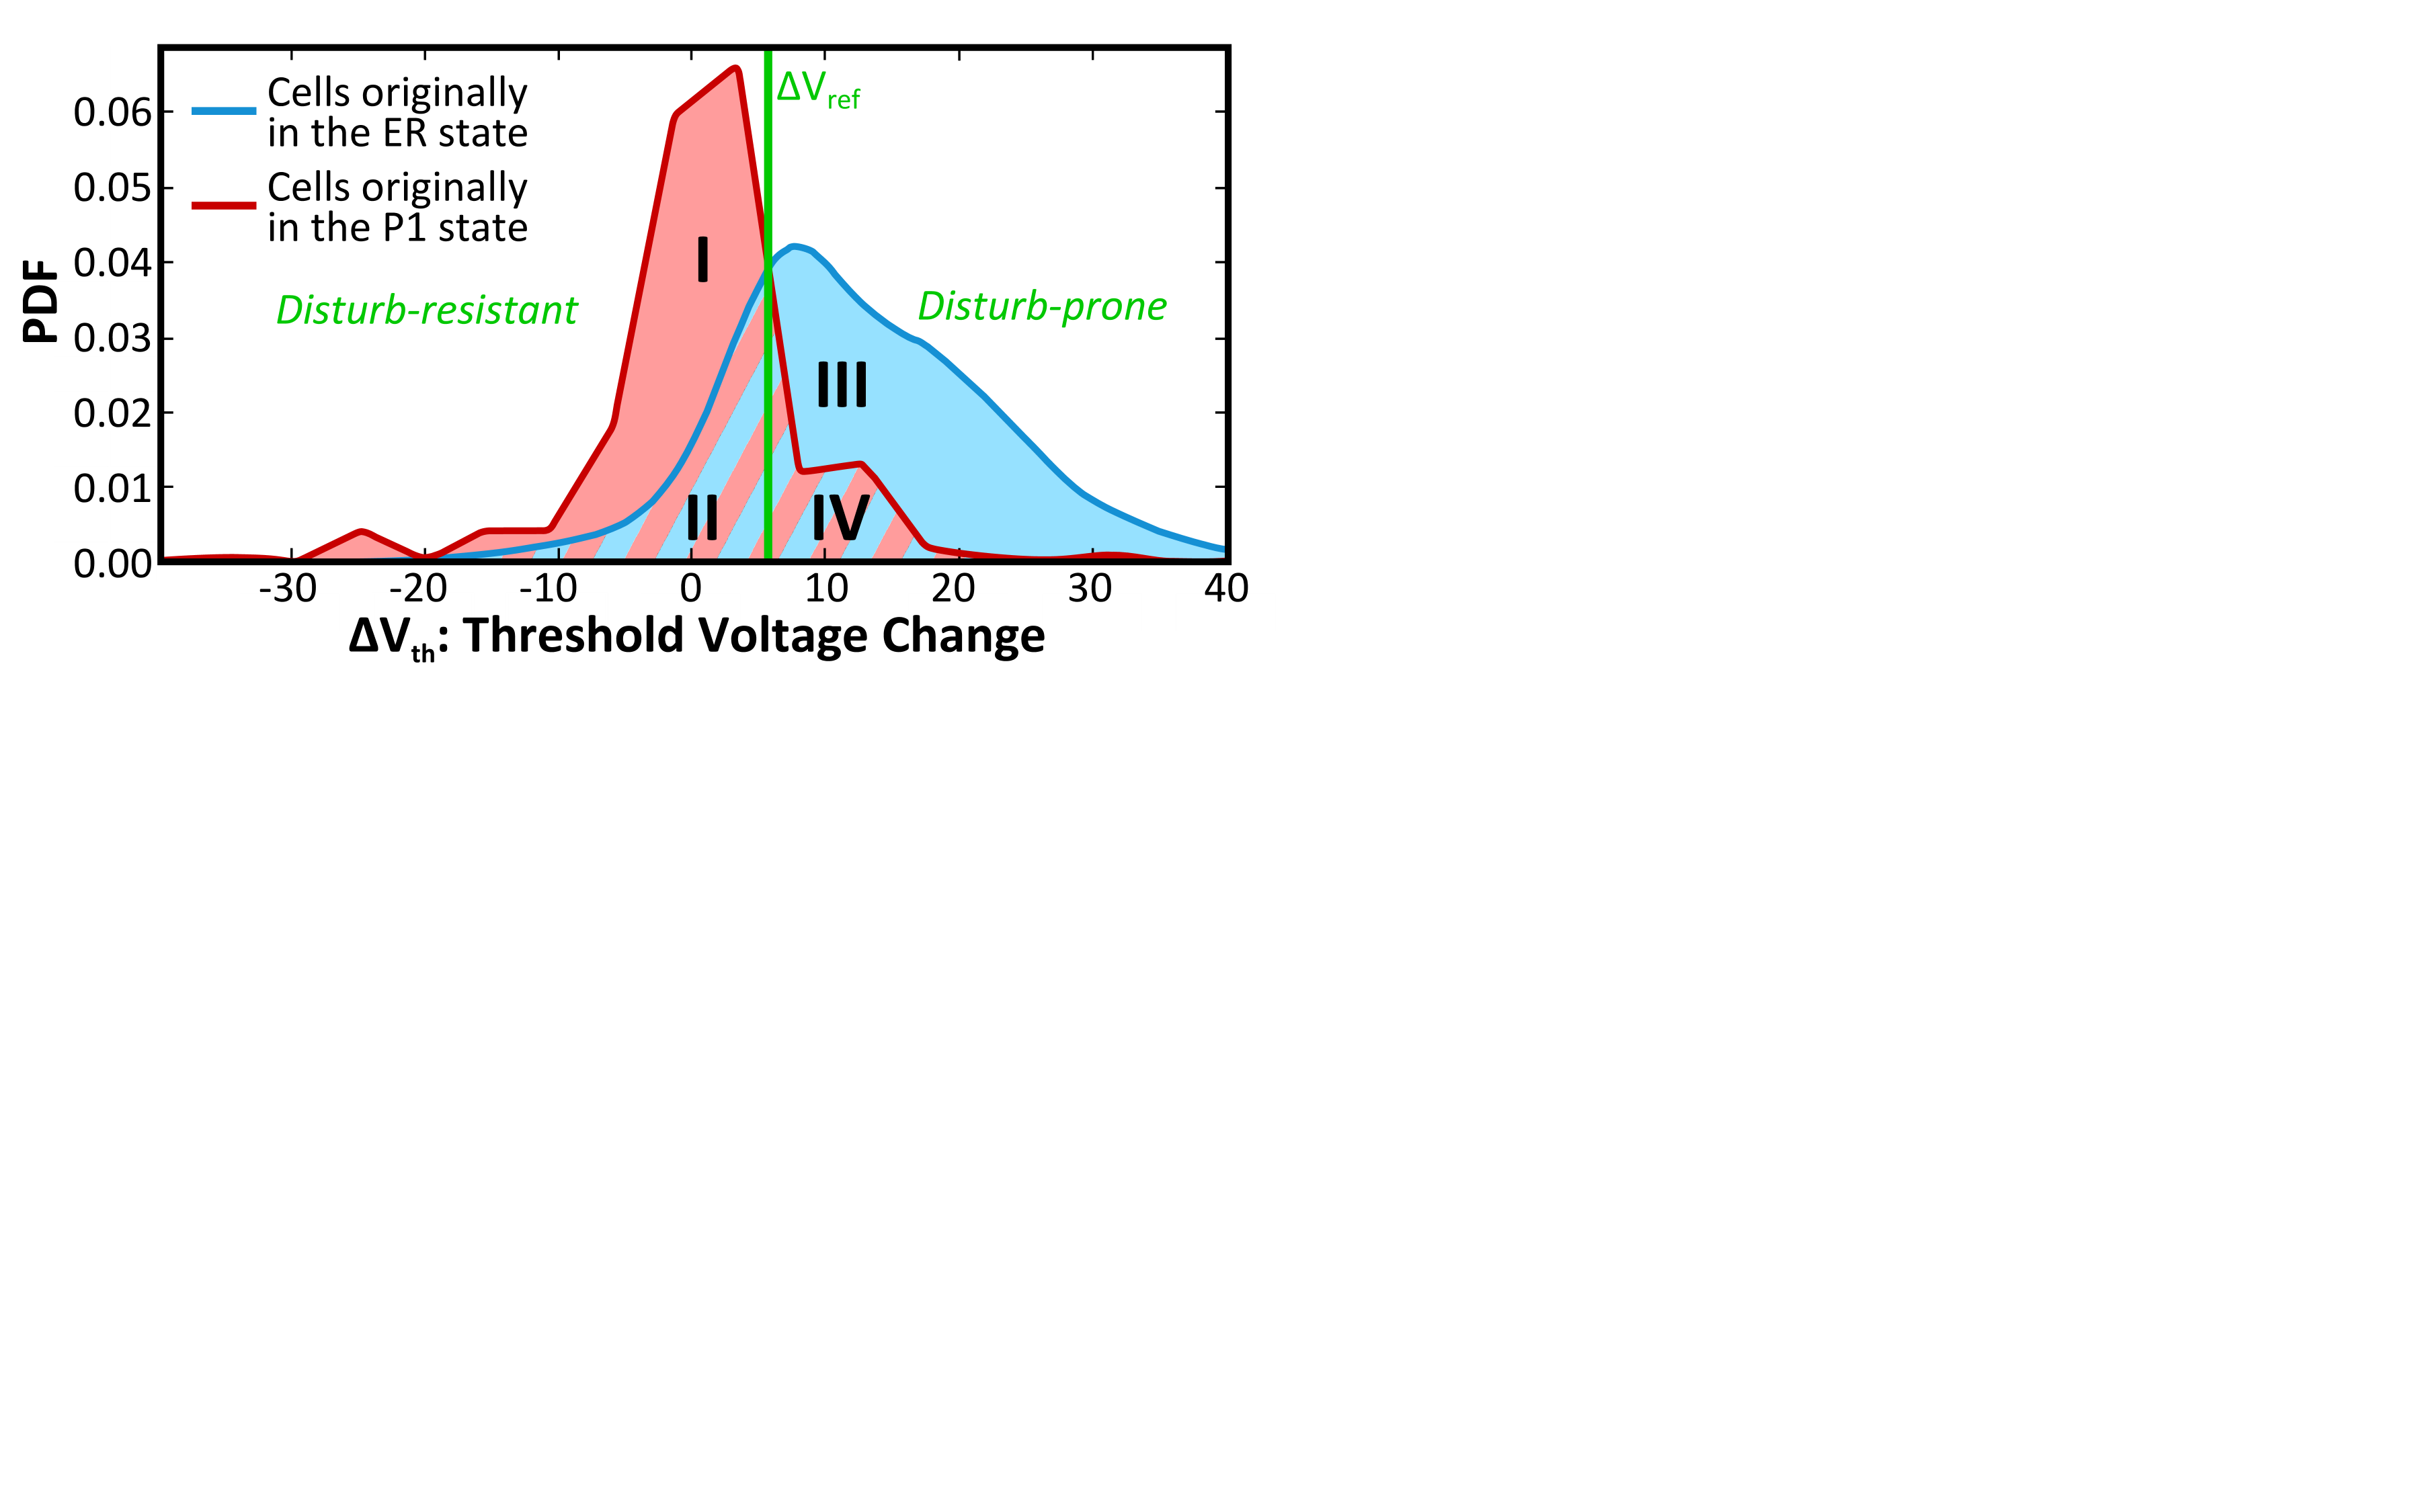 Cells originally
in the ER state
Cells originally
in the P1 state
ΔVref
I
Disturb-resistant
Disturb-prone
III
II
IV
PDF
0.06
0.05
0.04
0.03
0.02
0.01
0.00
-30 -20 -10 0 10 20 30 40
ΔVth: Threshold Voltage Change